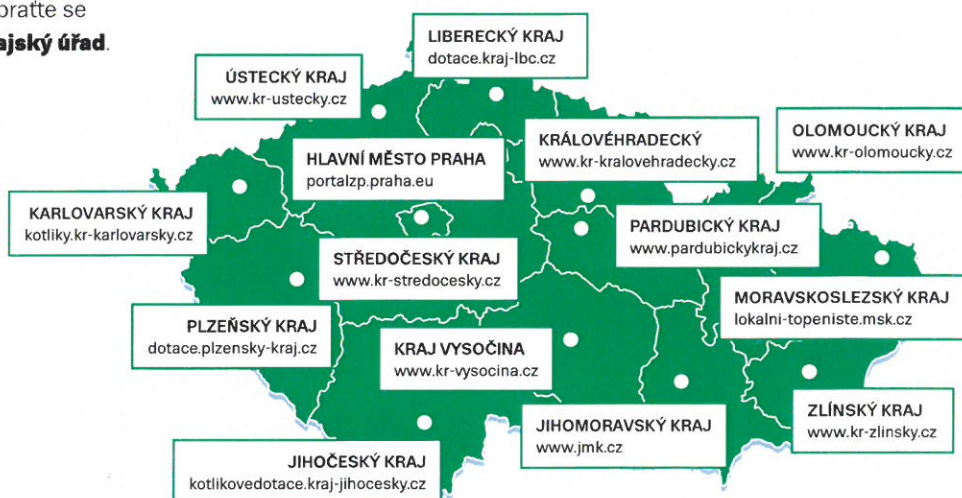 se
ajský úřad.
LIBERECKÝ KRAJ
dotace.kraj-lbc.cz
ÚSTECKÝ KRAJ
www.kr-ustecky.cz
HLAVNÍ MĚSTO PRAHA
portalzp.praha.eu
KRÁLOVÉHRADECKÝ
www.kr-kralovehradecky.cz
OLOMOUCKÝ KRAJ
www.kr-olomoucky.cz
KARLOVARSKÝ KRAJ
kotliky.kr-karlovarsky.cz
STŘEDOČESKÝ KRAJ
www.kr-stredocesky.cz
PARDUBICKÝ KRAJ
www.pardubickykraj.cz
MORAVSKOSLEZSKÝ KRAJ
lokalni-topeniste.msk.cz
PLZEŇSKÝ KRAJ
dotace.plzensky-kraj.cz
KRAJ VYSOČINA
www.kr-vysocina.cz
JIHOMORAVSKÝ KRAJ
www.jmk.cz
ZLÍNSKÝ KRAJ
www.kr-zlinsky.cz
JIHOČESKÝ KRAJ
kotlikovedotace.kraj-jihocesky.cz